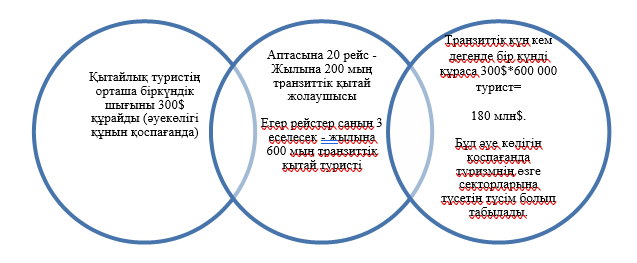 Қытайлық туристің
орташа біркүндік
шығыны 300$
құрайды (әуекөлігі
құнын қоспағанда)
Аптасына 20 рейс -
Жылына 200 мың
транзиттік қытай
жолаушысы
Егер рейстер санын 3
еселесек - жылына
600 мың транзиттік
қытай туристі
Транзиттік күн кем
дегенде бір күнді
құраса 300$*600 000
турист=
180 млн$.
Бұл әуе көлігін
қоспағанда
туризмнің өзге
секторларына
түсетін түсім болып
табылады.